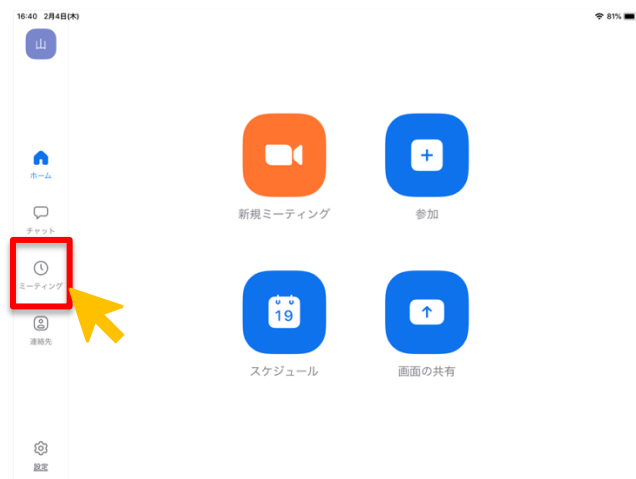 16:40 2月4日(木)
81%
山
ホーム
チャット
ミーティング
連絡先
設定
新規ミーティング
参加
19
スケジュール
画面の共有